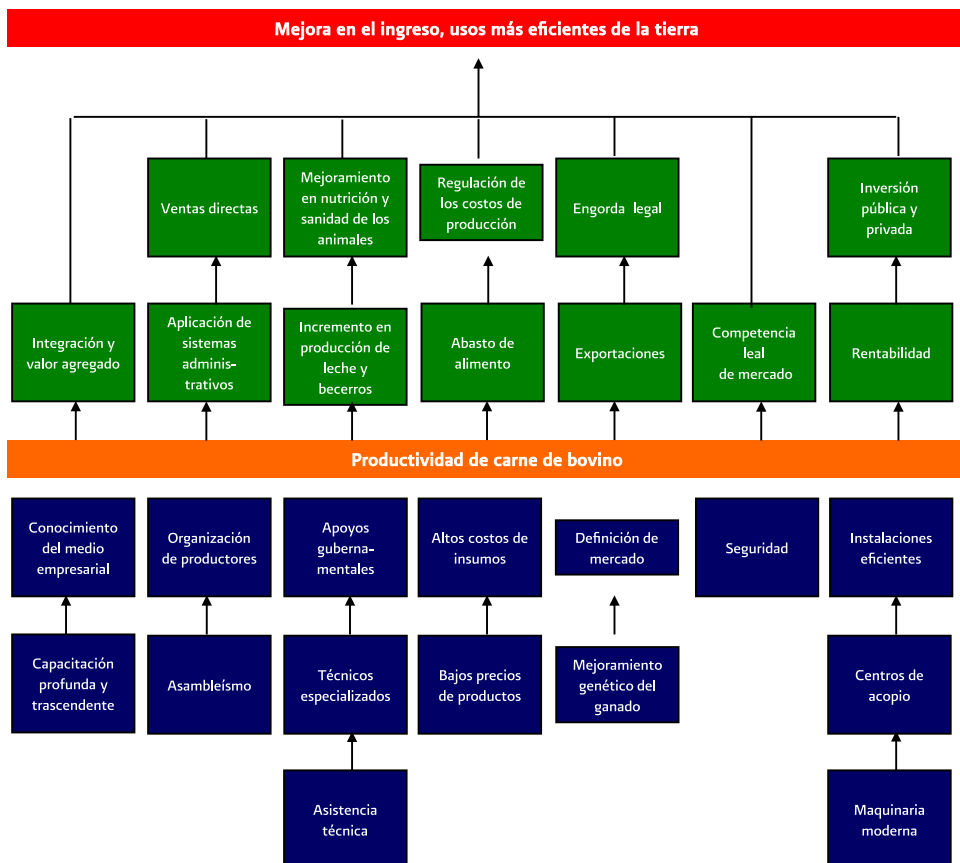 Mejora en el ingreso, usos más eficientes de la tierra
Ventas directas
Mejoramiento
en nutrición y
sanidad de los
animales
Regulación de
los costos de
producción
Engorda legal
Inversión
pública y
privada
Integración y
valor agregado
Aplicación de
sistemas
adminis-
trativos
Incremento en
producción de
leche y
becerros
Abasto de
alimento
Exportaciones
Competencia
leal
de mercado
Rentabilidad
Productividad de carne de bovino
Conocimiento
del medio
empresarial
Organización
de productores
Apoyos
guberna-
mentales
Altos costos de
insumos
Definición de
mercado
Seguridad
Instalaciones
eficientes
Capacitación
profunda y
trascendente
Asambleísmo
Técnicos
especializados
Bajos precios
de productos
Mejoramiento
genético del
ganado
Centros de
acopio
Asistencia
técnica
Maquinaria
moderna